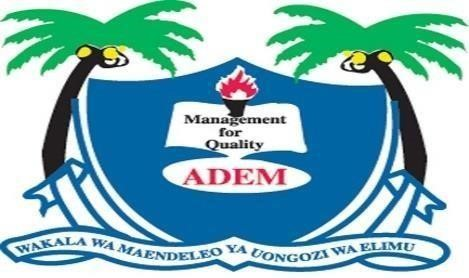 Management
for
Quality
ADEM
WAKALA WA MAENDELEO YA UONGOZI WA ELIMU